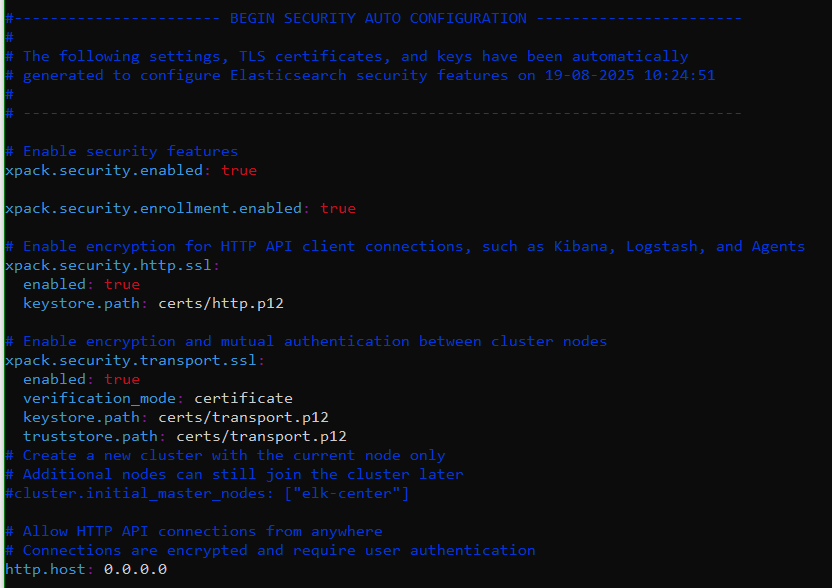 #----------------------- BEGIN SECURITY AUTO CONFIGURATION -----------------------
#
# The following settings, TLS certificates, and keys have been automatically
# generated to configure Elasticsearch security features on 19-08-2025 10:24:51
#
# --------------------------------------------------------------------------------
# Enable security features
xpack.security.enabled: true
xpack.security.enrollment.enabled: true
# Enable encryption for HTTP API client connections, such as Kibana, Logstash, and Agents
xpack.security.http.ssl:
  enabled: true
  keystore.path: certs/http.p12
# Enable encryption and mutual authentication between cluster nodes
xpack.security.transport.ssl:
  enabled: true
  verification_mode: certificate
  keystore.path: certs/transport.p12
  truststore.path: certs/transport.p12
# Create a new cluster with the current node only
# Additional nodes can still join the cluster later
#cluster.initial_master_nodes: ["elk-center"]
# Allow HTTP API connections from anywhere
# Connections are encrypted and require user authentication
http.host: 0.0.0.0